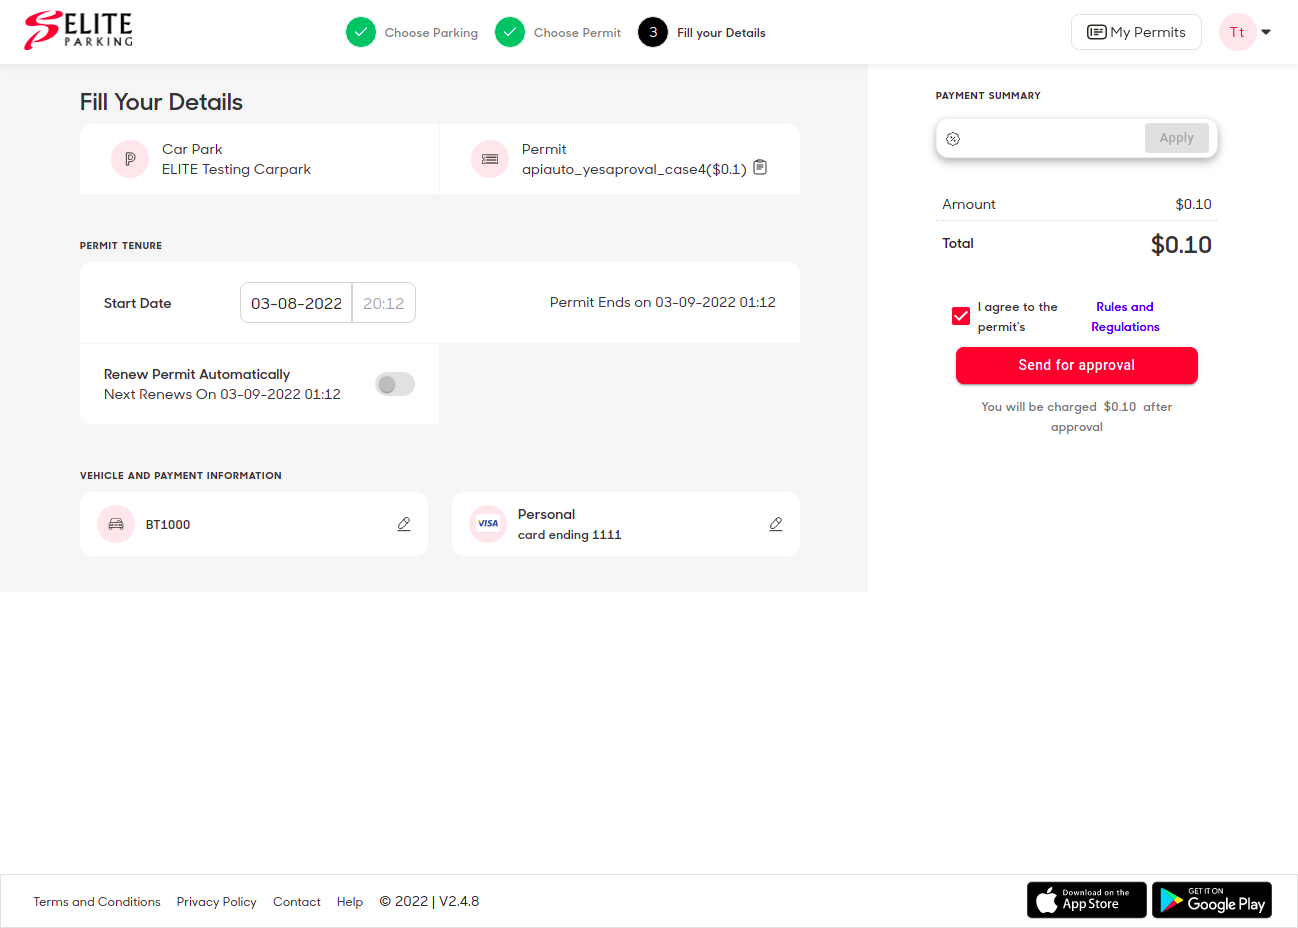 ELITE
PARKING
Choose Parking
Choose Permit
3
Fill your Details
My Permits
Tt
Fill Your Details
Car Park
ELITE Testing Carpark
Permit
apiauto_yesaproval_case4($0.1)
PERMIT TENURE
Start Date
03-08-2022
20:12
Permit Ends on 03-09-2022 01:12
Renew Permit Automatically
Next Renews On 03-09-2022 01:12
VEHICLE AND PAYMENT INFORMATION
BT1000
VISA
Personal
card ending 1111
PAYMENT SUMMARY
Apply
Amount
$0.10
Total
$0.10
I agree to the
permit's
Rules and
Regulations
Send for approval
You will be charged $0.10 after
approval
Terms and Conditions
Privacy Policy
Contact
Help
© 2022 | V2.4.8
Download on the
App Store
GET IT ON
Google Play